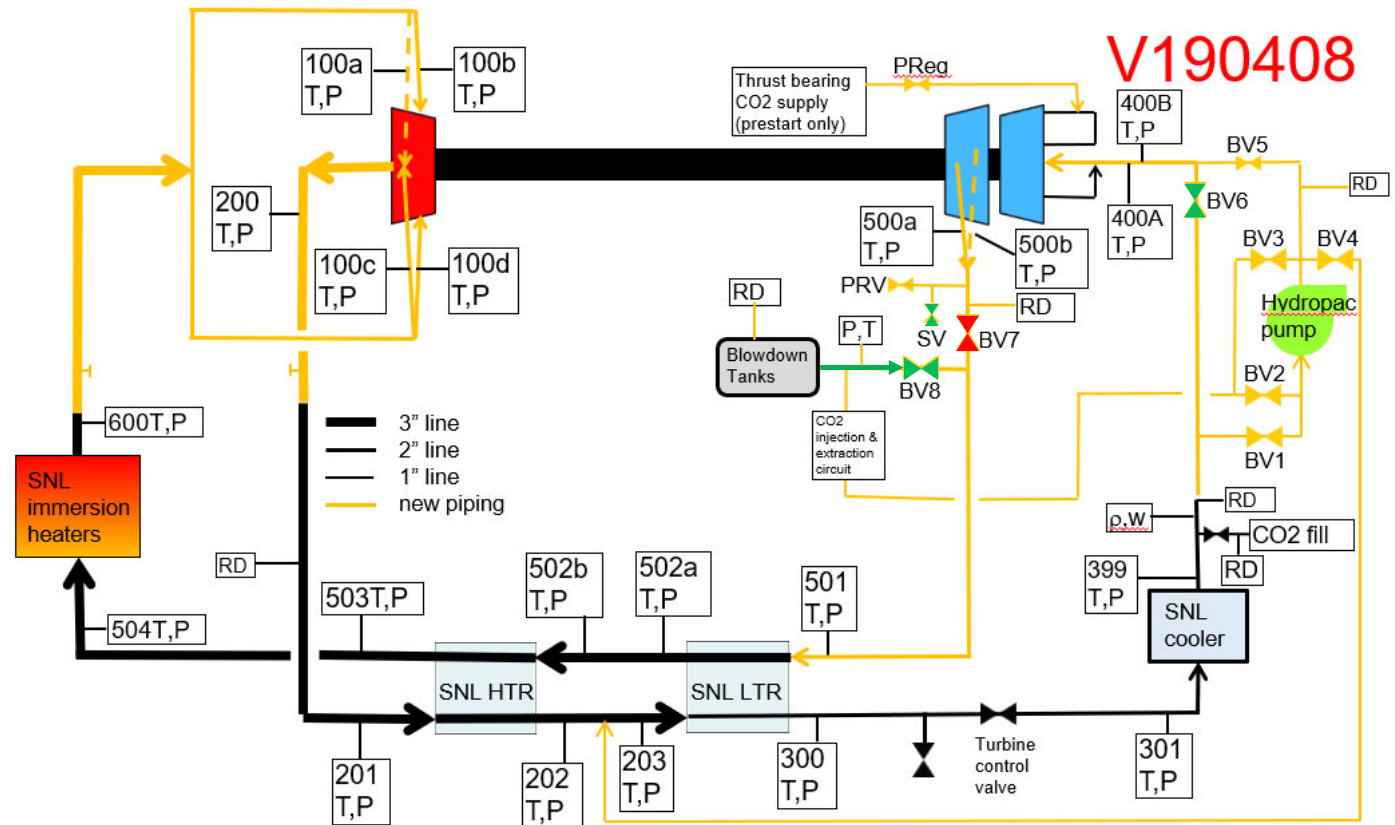 V190408
100a
T,P
100b
T,P
Thrust bearing
CO2 supply
(prestart only)
PReg
400B
T,P
BV5
RD
200
T,P
BV6
400A
T,P
100c
T,P
100d
T,P
500a
T,P
500b
T,P
BV3
BV4
RD
PRV
RD
Hydropac
pump
SV
BV7
P,T
Blowdown
Tanks
BV8
BV2
BV1
CO2
injection &
extraction
circuit
3” line
2” line
1” line
new piping
600T,P
SNL
immersion
heaters
RD
ρ,W
CO2 fill
RD
RD
399
T,P
502b
T,P
502a
T,P
501
T,P
503T,P
504T,P
SNL
cooler
SNL HTR
SNL LTR
201
T,P
202
T,P
203
T,P
300
T,P
Turbine
control
valve
301
T,P